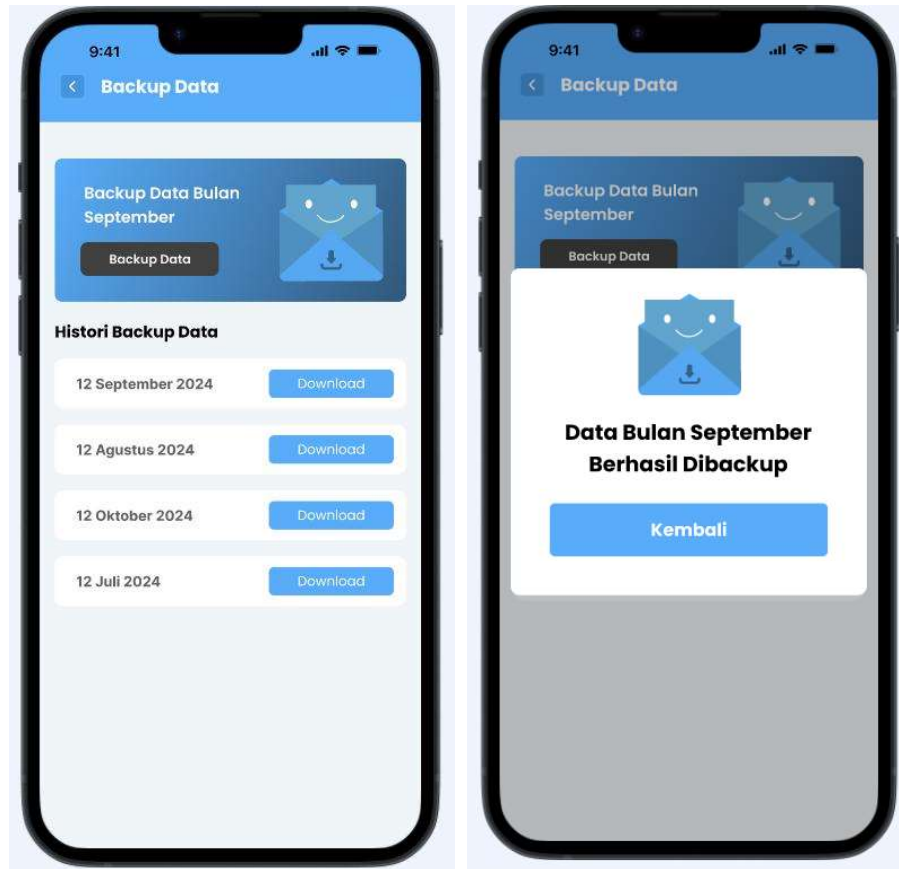 9:41
Backup Data
Backup Data Bulan
September
Backup Data
Histori Backup Data
12 September 2024 Download
12 Agustus 2024 Download
12 Oktober 2024 Download
12 Juli 2024 Download
9:41
Backup Data
Backup Data Bulan
September
Backup Data
Data Bulan September
Berhasil Dibackup
Kembali